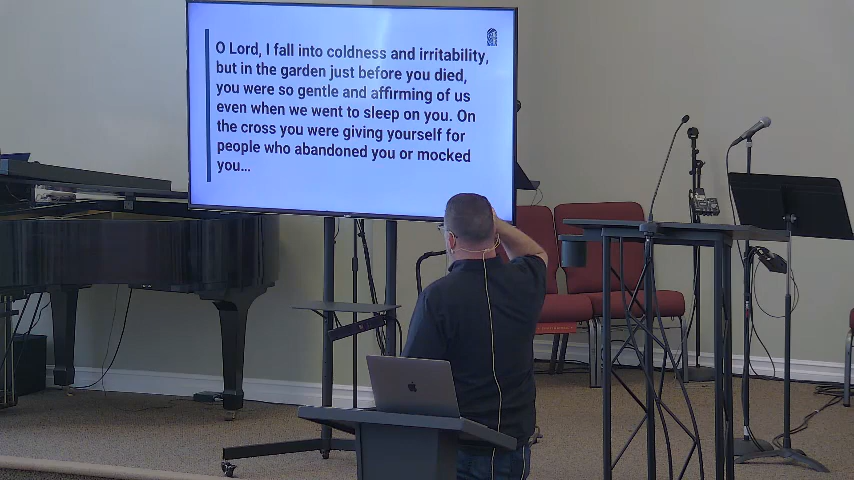 O Lord, I fall into coldness and irritability,
but in the garden just before you died,
you were so gentle and affirming of us
even when we went to sleep on you. On
the cross you were giving yourself for
people who abandoned you or mocked
you...